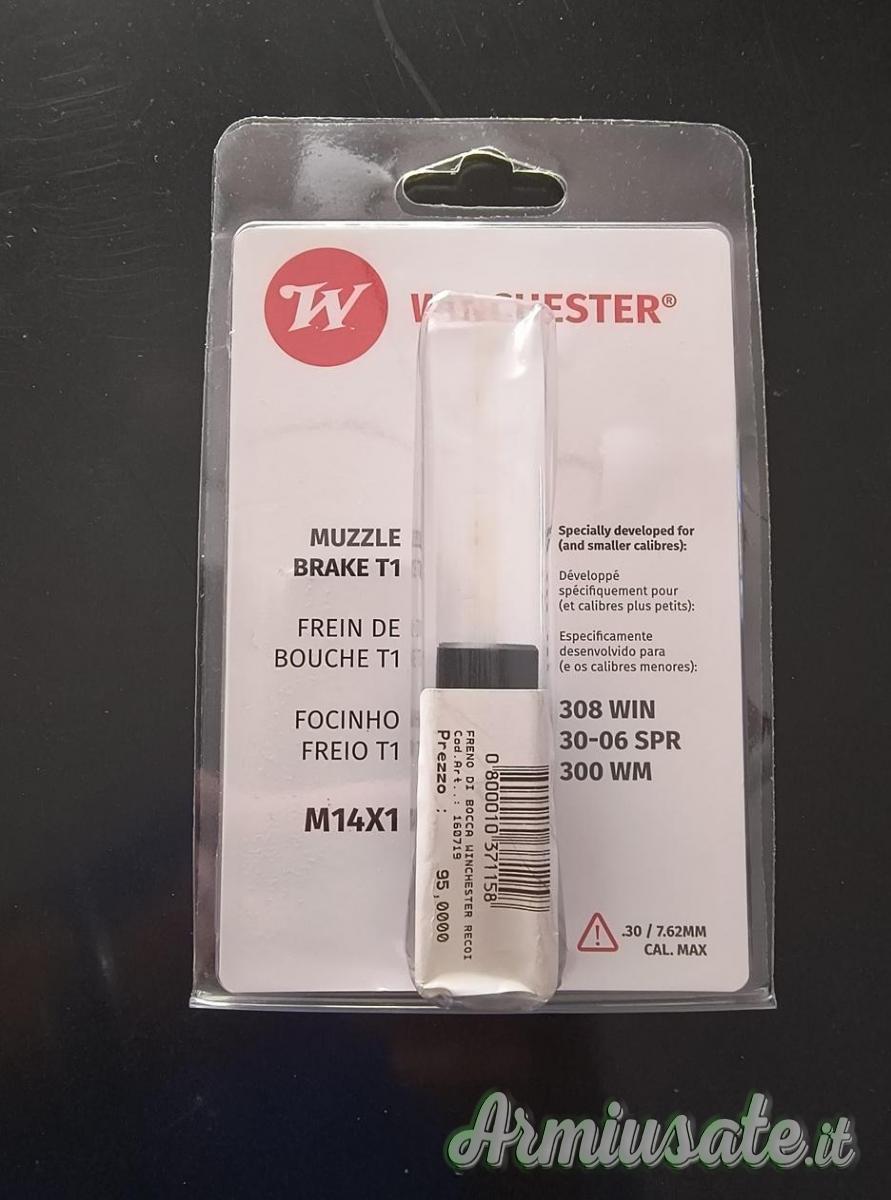 W WINCHESTER®
MUZZLE
BRAKE T1
FREIN DE
BOUCHE T1
FOCINHO
FREIO T1
M14X1
Specially developed for
(and smaller calibres):
Développé
spécifiquement pour
(et calibres plus petits):
Especificamente
desenvolvido para
(e os calibres menores):
308 WIN
30-06 SPR
300 WM
0 800010 371158
FRENO DI BOCCA WINCHESTER RECOI
Cod.Art..: 160719
Prezzo : 95,0000
.30 / 7.62MM
CAL. MAX
Armiusate.it